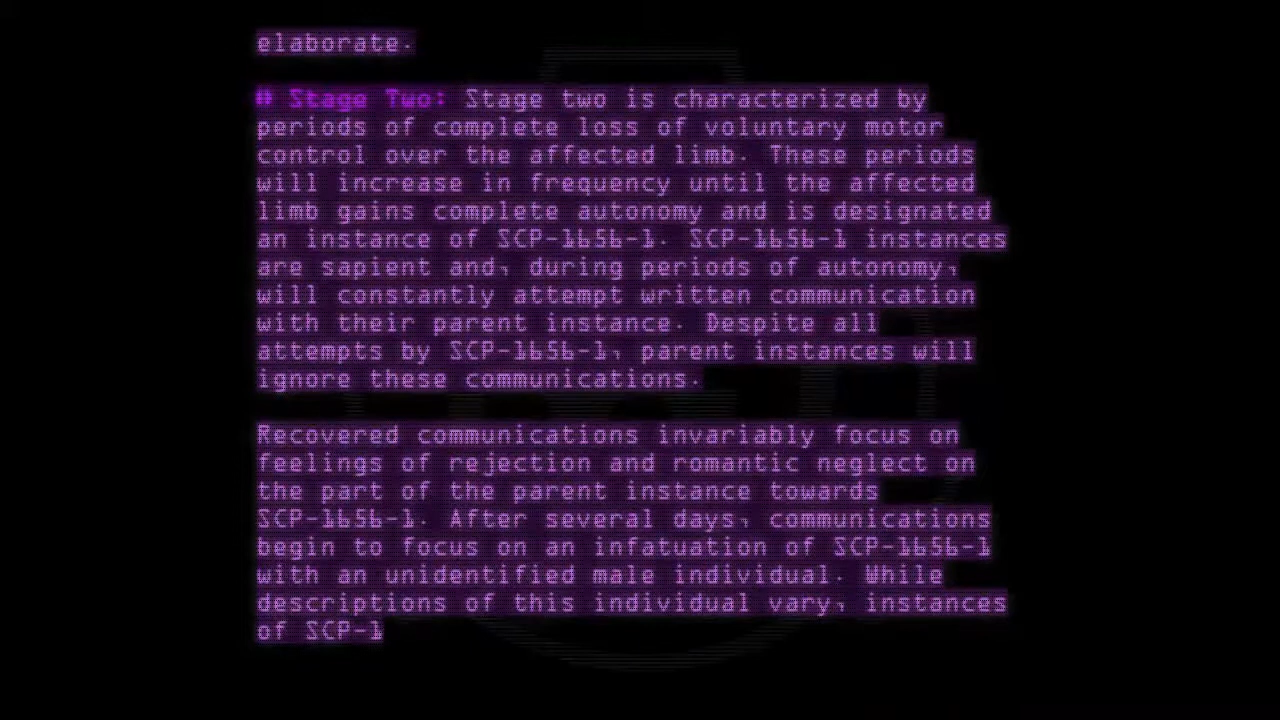 elaborate.
# Stage Two: Stage two is characterized by
periods of complete loss of voluntary motor
control over the affected limb. These periods
will increase in frequency until the affected
limb gains complete autonomy and is designated
an instance of SCP-1656-1. SCP-1656-1 instances
are sapient and, during periods of autonomy,
will constantly attempt written communication
with their parent instance. Despite all
attempts by SCP-1656-1, parent instances will
ignore these communications.
Recovered communications invariably focus on
feelings of rejection and romantic neglect on
the part of the parent instance towards
SCP-1656-1. After several days, communications
begin to focus on an infatuation of SCP-1656-1
with an unidentified male individual. While
descriptions of this individual vary, instances
of SCP-1